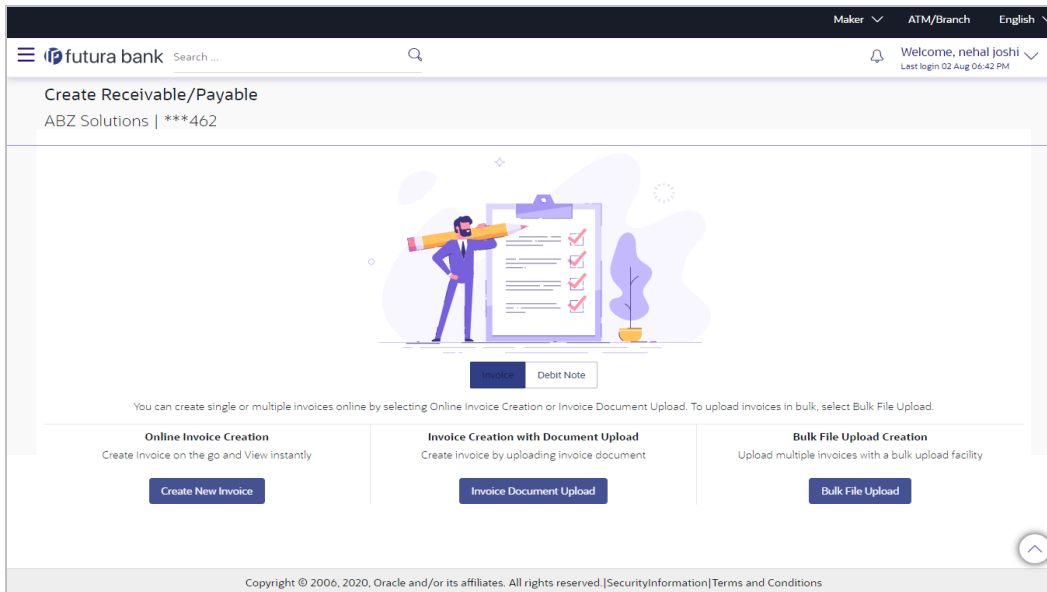 Maker ATM/Branch English
futura bank Search ... Welcome, nehal joshi
Last login 02 Aug 06:42 PM
Create Receivable/Payable
ABZ Solutions | ***462
Invoice Debit Note
You can create single or multiple invoices online by selecting Online Invoice Creation or Invoice Document Upload. To upload invoices in bulk, select Bulk File Upload.
Online Invoice Creation Invoice Creation with Document Upload Bulk File Upload Creation
Create Invoice on the go and View instantly Create invoice by uploading invoice document Upload multiple invoices with a bulk upload facility
Create New Invoice Invoice Document Upload Bulk File Upload
Copyright © 2006, 2020, Oracle and/or its affiliates. All rights reserved.|SecurityInformation|Terms and Conditions